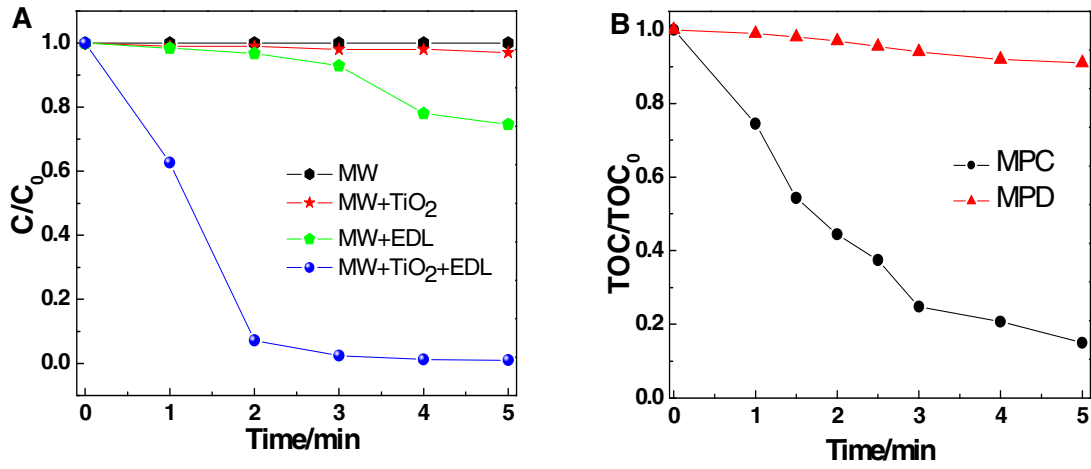 A
C/C₀
1.0
0.8
0.6
0.4
0.2
0.0
MW
MW+TiO₂
MW+EDL
MW+TiO₂+EDL
0 1 2 3 4 5
Time/min
B
TOC/TOC₀
1.0
0.8
0.6
0.4
0.2
0.0
MPC
MPD
0 1 2 3 4 5
Time/min